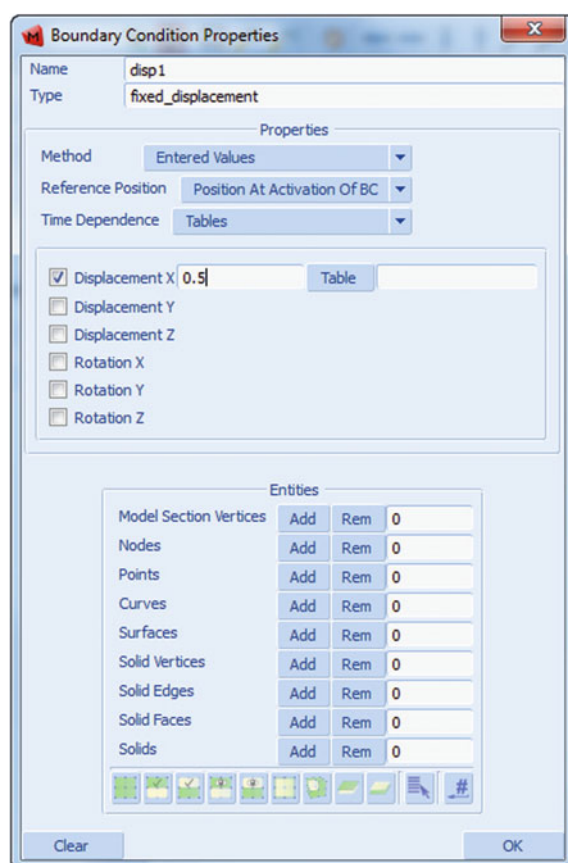 Boundary Condition Properties
Name disp1
Type fixed_displacement
Properties
Method Entered Values
Reference Position Position At Activation Of BC
Time Dependence Tables
Displacement X 0.5 Table
Displacement Y
Displacement Z
Rotation X
Rotation Y
Rotation Z
Entities
Model Section Vertices Add Rem 0
Nodes Add Rem 0
Points Add Rem 0
Curves Add Rem 0
Surfaces Add Rem 0
Solid Vertices Add Rem 0
Solid Edges Add Rem 0
Solid Faces Add Rem 0
Solids Add Rem 0
#
Clear OK